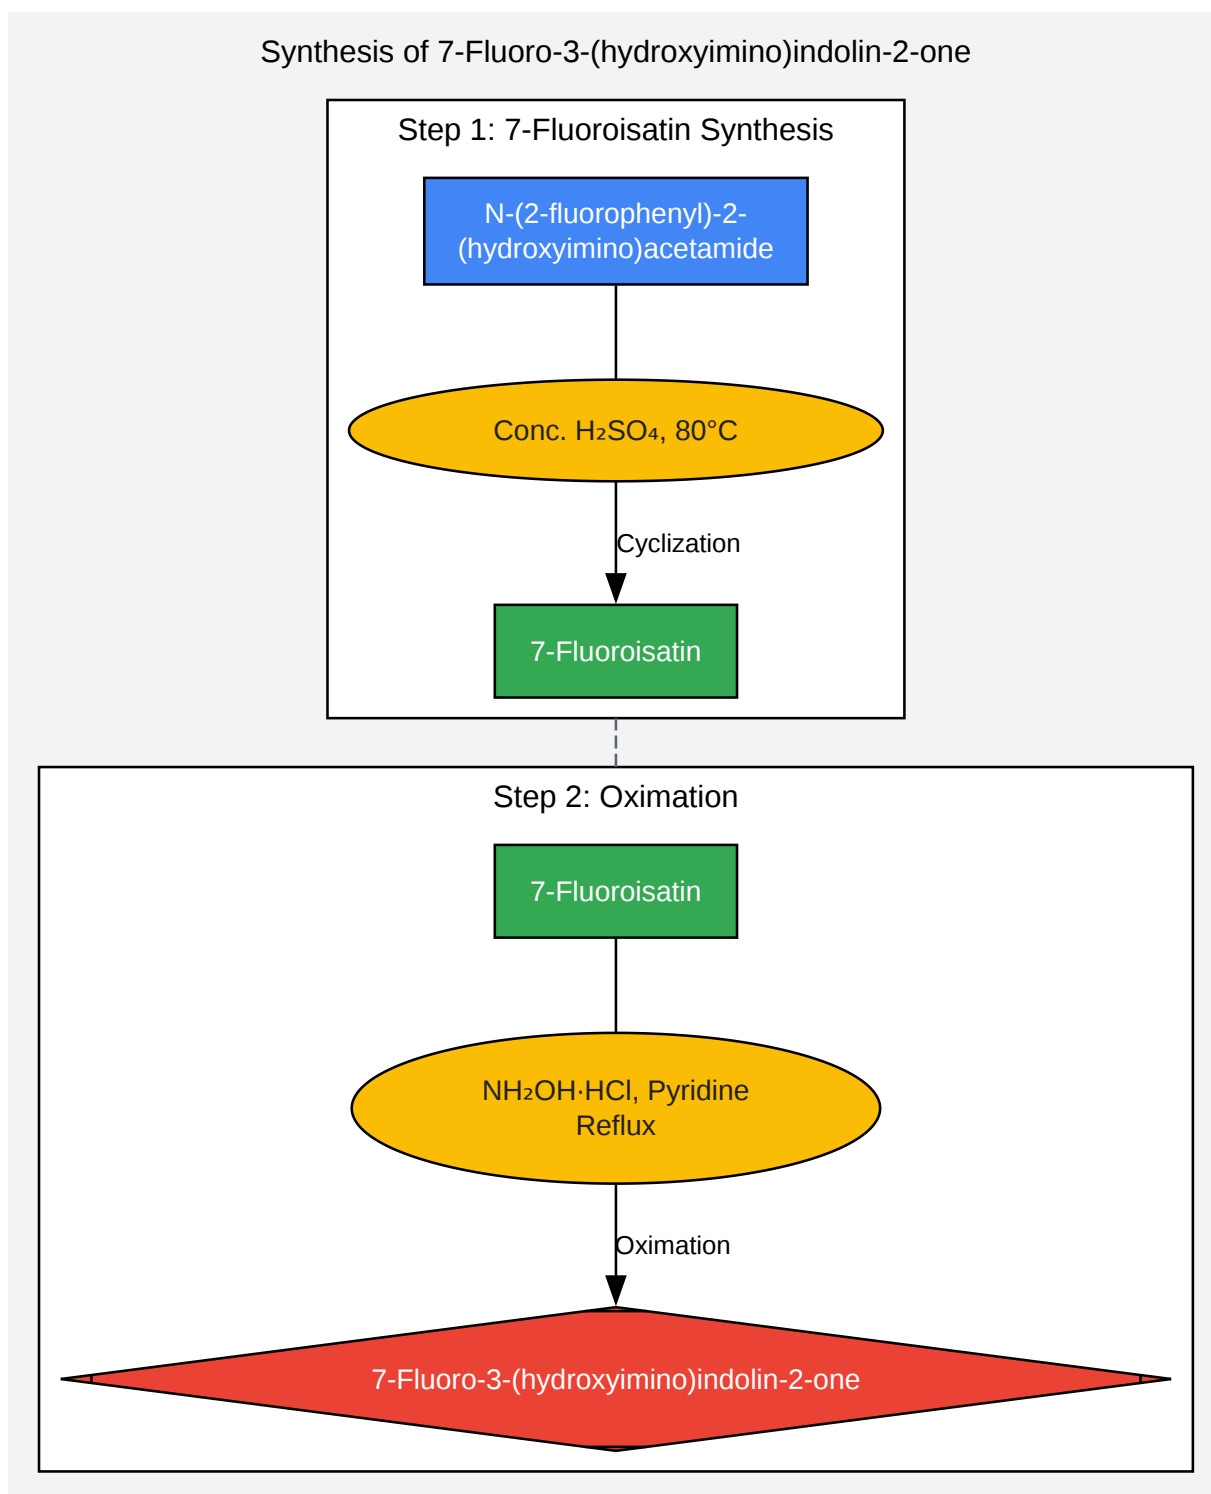 Synthesis of 7-Fluoro-3-(hydroxyimino)indolin-2-one
Step 1: 7-Fluoroisatin Synthesis
N-(2-fluorophenyl)-2-
(hydroxyimino)acetamide
Conc. H₂SO₄, 80°C
Cyclization
7-Fluoroisatin
Step 2: Oximation
7-Fluoroisatin
NH₂OH·HCl, Pyridine
Reflux
Oximation
7-Fluoro-3-(hydroxyimino)indolin-2-one